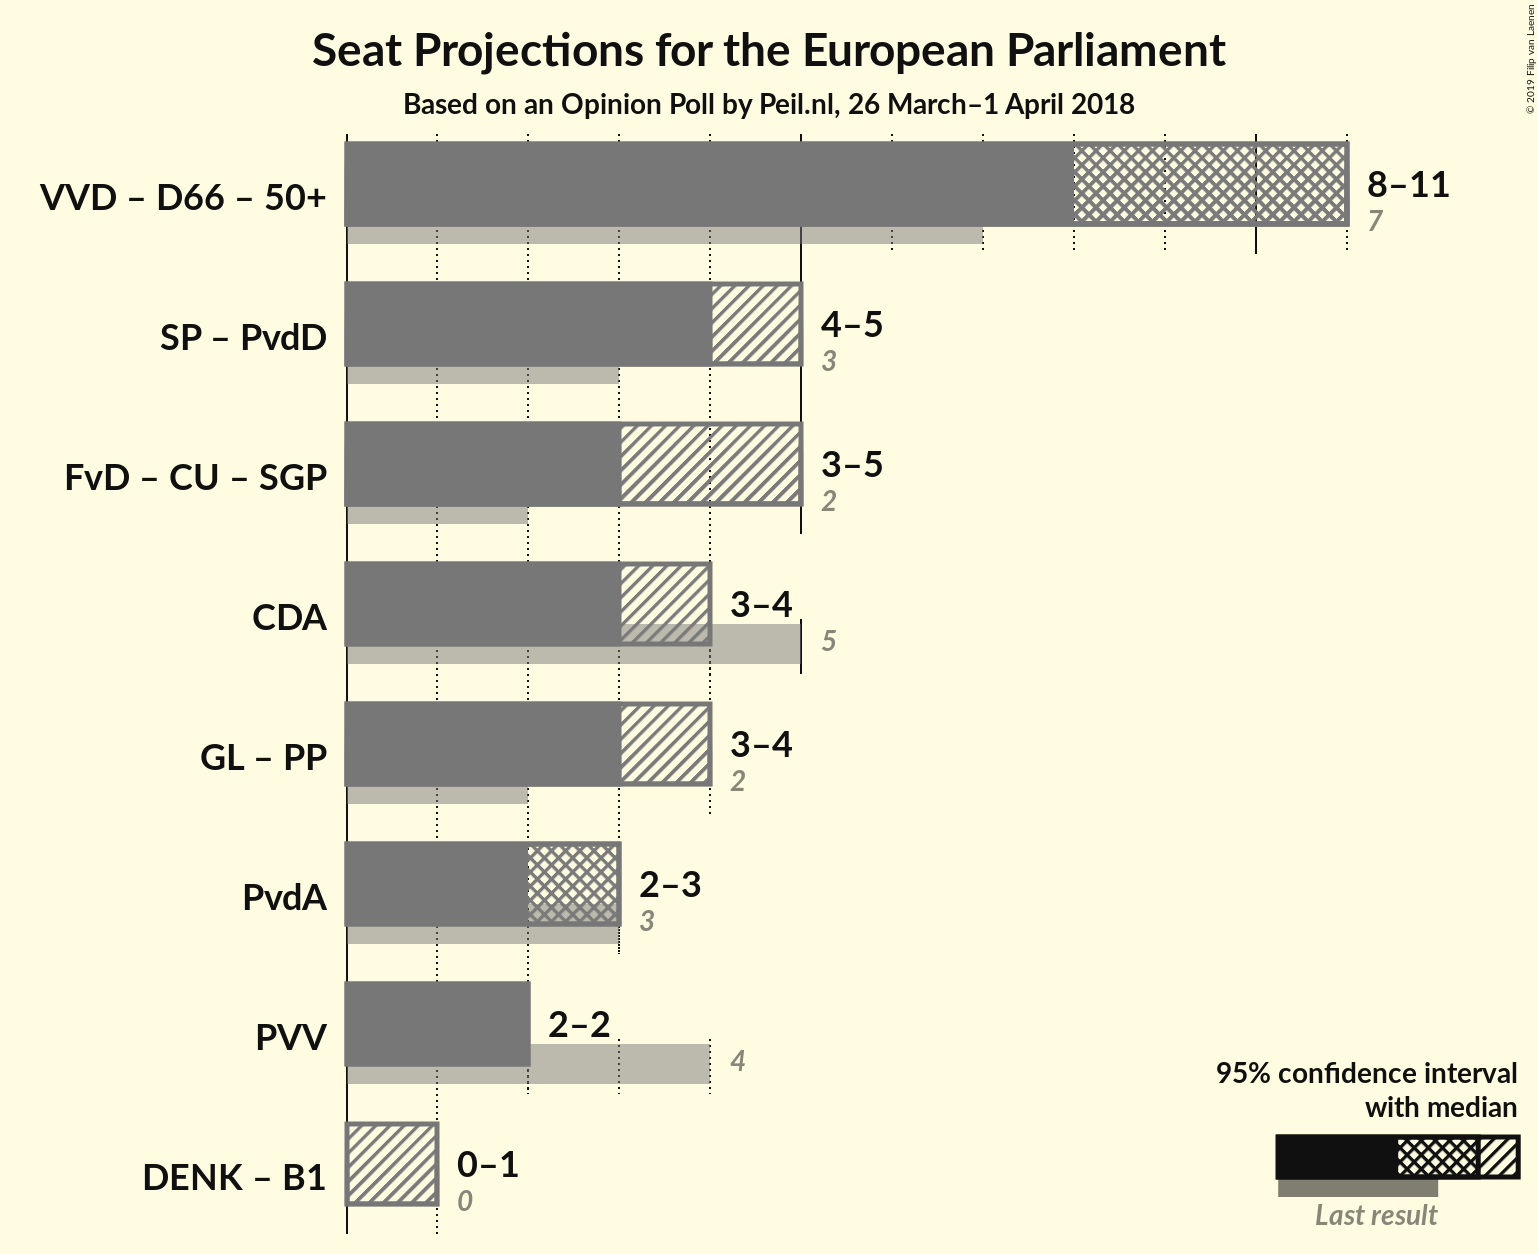 Seat Projections for the European Parliament
Based on an Opinion Poll by Peil.nl, 26 March–1 April 2018
© 2019 Filip van Laenen
VVD – D66 – 50+
8–11
7
SP – PvdD
4–5
3
FvD – CU – SGP
3–5
2
CDA
3–4
5
GL – PP
3–4
2
PvdA
2–3
3
PVV
2–2
4
DENK – B1
0–1
0
95% confidence interval
with median
Last result